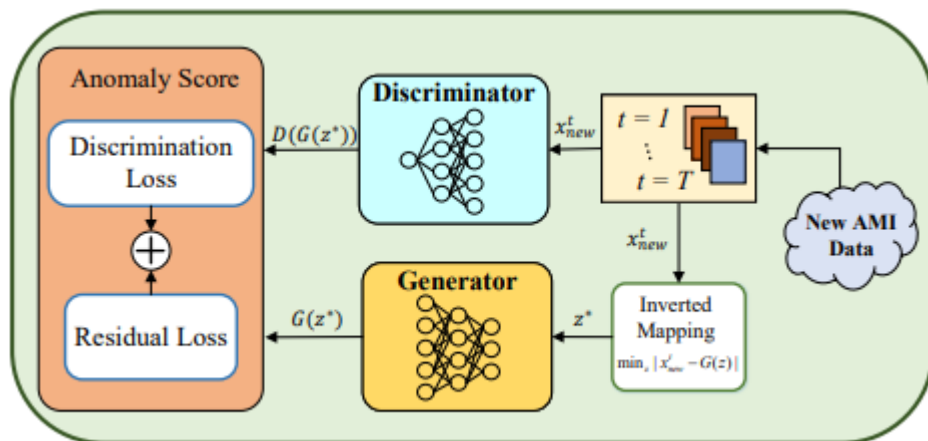 Anomaly Score
Discrimination
Loss
Residual Loss
D(G(z*))
G(z*)
Discriminator
Generator
x^t_new
t = 1
⋮
t = T
x^t_new
New AMI
Data
Inverted
Mapping
min_z | x^t_new − G(z) |
z*